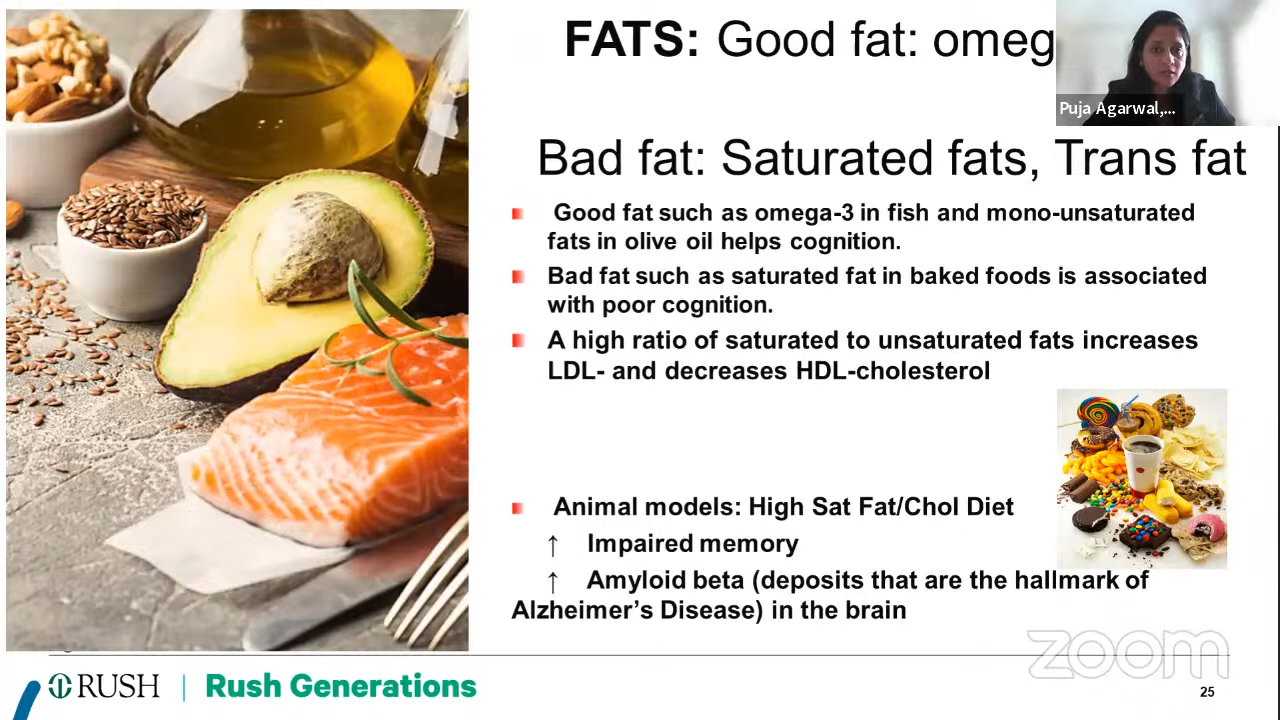 FATS: Good fat: omeg
Puja Agarwal,...
Bad fat: Saturated fats, Trans fat
Good fat such as omega-3 in fish and mono-unsaturated
fats in olive oil helps cognition.
Bad fat such as saturated fat in baked foods is associated
with poor cognition.
A high ratio of saturated to unsaturated fats increases
LDL- and decreases HDL-cholesterol
Animal models: High Sat Fat/Chol Diet
↑ Impaired memory
↑ Amyloid beta (deposits that are the hallmark of
Alzheimer’s Disease) in the brain
zoom
RUSH | Rush Generations
25